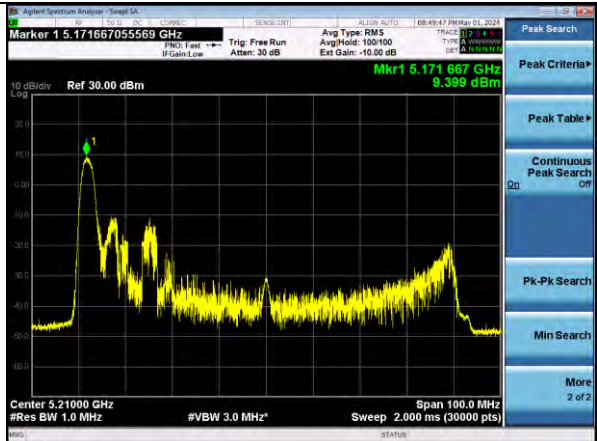 Agilent Spectrum Analyzer - Swept SA
RF 50 Ω DC CORREC SENSE:INT ALIGN AUTO 08:49:47 PM May 01, 2024
Marker 1 5.171667055569 GHz
PNO: Fast
IFGain:Low
Trig: Free Run
Atten: 30 dB
Avg Type: RMS
Avg|Hold: 100/100
Ext Gain: -10.00 dB
TRACE 1 2 3 4 5 6
TYPE A WWWWW
DET A N N N N N
Peak Search
Mkr1 5.171 667 GHz
9.399 dBm
10 dB/div
Log
Ref 30.00 dBm
1
20.0
10.0
0.00
-10.0
-20.0
-30.0
-40.0
-50.0
-60.0
Center 5.21000 GHz
Span 100.0 MHz
#Res BW 1.0 MHz
#VBW 3.0 MHz*
Sweep 2.000 ms (30000 pts)
Peak Criteria
Peak Table
Continuous
Peak Search
On Off
Pk-Pk Search
Min Search
More
2 of 2
MSG
STATUS